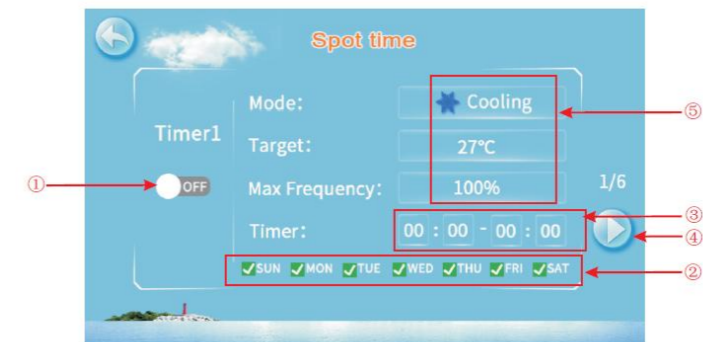 Spot time
Mode: Cooling
⑤
Timer1
Target: 27℃
① OFF
Max Frequency: 100%
1/6
③
Timer: 00 : 00 - 00 : 00
④
SUN MON TUE WED THU FRI SAT
②